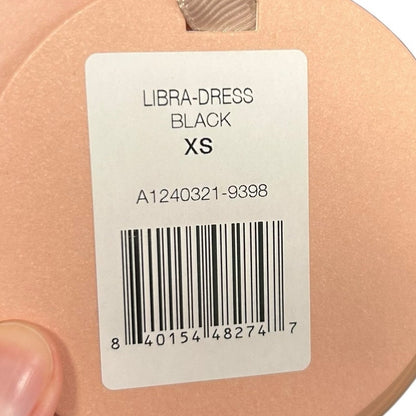 LIBRA-DRESS
BLACK
XS
A1240321-9398
8 40154 48274 7